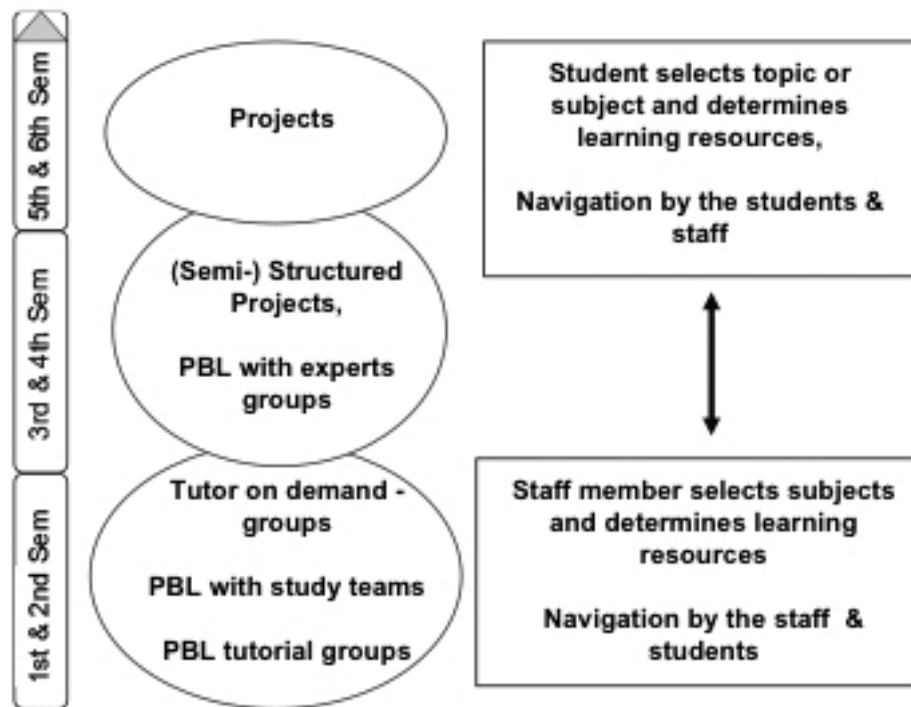 5th & 6th Sem
Projects
Student selects topic or
subject and determines
learning resources,
Navigation by the students &
staff
3rd & 4th Sem
(Semi-) Structured
Projects,
PBL with experts
groups
1st & 2nd Sem
Tutor on demand -
groups
PBL with study teams
PBL tutorial groups
Staff member selects subjects
and determines learning
resources
Navigation by the staff & 
students